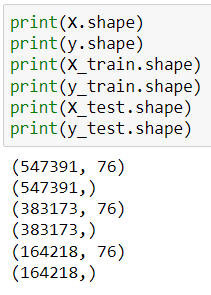 print(X.shape)
print(y.shape)
print(X_train.shape)
print(y_train.shape)
print(X_test.shape)
print(y_test.shape)
(547391, 76)
(547391,)
(383173, 76)
(383173,)
(164218, 76)
(164218,)